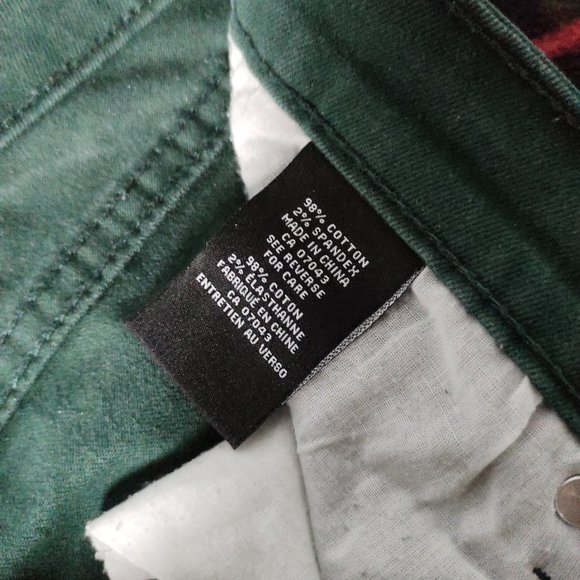 98% COTTON
2% SPANDEX
MADE IN CHINA
CA 07043
SEE REVERSE
FOR CARE
98% COTON
2% ÉLASTHANNE
FABRIQUÉ EN CHINE
CA 07043
ENTRETIEN AU VERSO